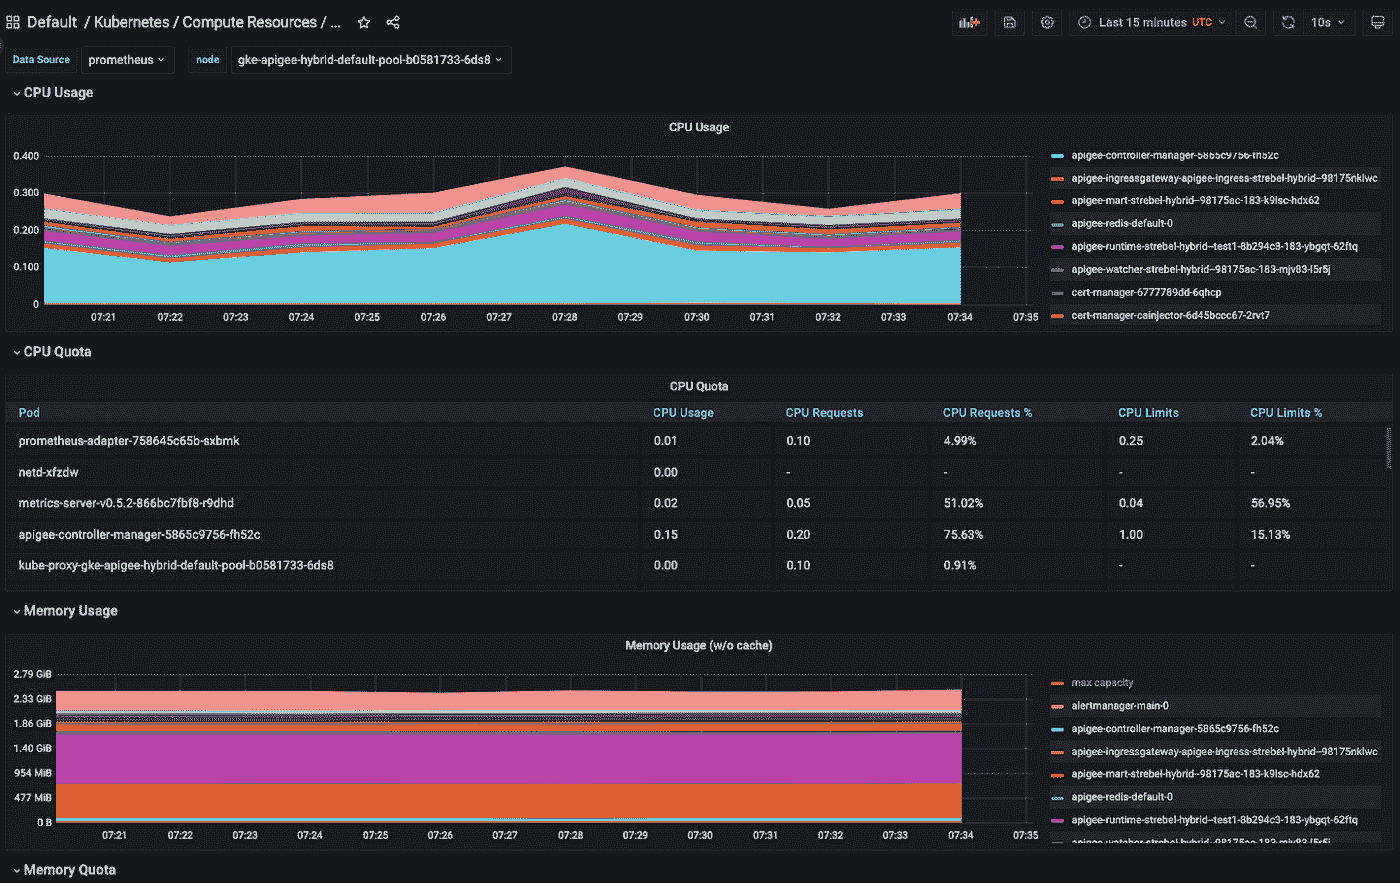 Default / Kubernetes / Compute Resources / ...
Last 15 minutes UTC
10s
Data Source prometheus node gke-apigee-hybrid-default-pool-b0581733-6ds8
CPU Usage
CPU Usage
0.400
0.300
0.200
0.100
0
07:21 07:22 07:23 07:24 07:25 07:26 07:27 07:28 07:29 07:30 07:31 07:32 07:33 07:34 07:35
apigee-controller-manager-5865c9756-fh52c
apigee-ingressgateway-apigee-ingress-strebel-hybrid--98175nklwc
apigee-mart-strebel-hybrid--98175ac-183-k9lsc-hdx62
apigee-redis-default-0
apigee-runtime-strebel-hybrid--test1-8b294c3-183-ybgqt-62ftq
apigee-watcher-strebel-hybrid--98175ac-183-mjv83-l5r5j
cert-manager-6777789dd-6qhcp
cert-manager-cainjector-6d45bccc67-2rvt7
CPU Quota
CPU Quota
Pod CPU Usage CPU Requests CPU Requests % CPU Limits CPU Limits %
prometheus-adapter-758645c65b-sxbmk 0.01 0.10 4.99% 0.25 2.04%
netd-xfzdw 0.00 - - - -
metrics-server-v0.5.2-866bc7fbf8-r9dhd 0.02 0.05 51.02% 0.04 56.95%
apigee-controller-manager-5865c9756-fh52c 0.15 0.20 75.63% 1.00 15.13%
kube-proxy-gke-apigee-hybrid-default-pool-b0581733-6ds8 0.00 0.10 0.91% - -
Memory Usage
Memory Usage (w/o cache)
2.79 GiB
2.33 GiB
1.86 GiB
1.40 GiB
954 MiB
477 MiB
0 B
07:21 07:22 07:23 07:24 07:25 07:26 07:27 07:28 07:29 07:30 07:31 07:32 07:33 07:34 07:35
max capacity
alertmanager-main-0
apigee-controller-manager-5865c9756-fh52c
apigee-ingressgateway-apigee-ingress-strebel-hybrid--98175nklwc
apigee-mart-strebel-hybrid--98175ac-183-k9lsc-hdx62
apigee-redis-default-0
apigee-runtime-strebel-hybrid--test1-8b294c3-183-ybgqt-62ftq
apigee-watcher-strebel-hybrid--98175ac-183-mjv83-l5r5j
Memory Quota